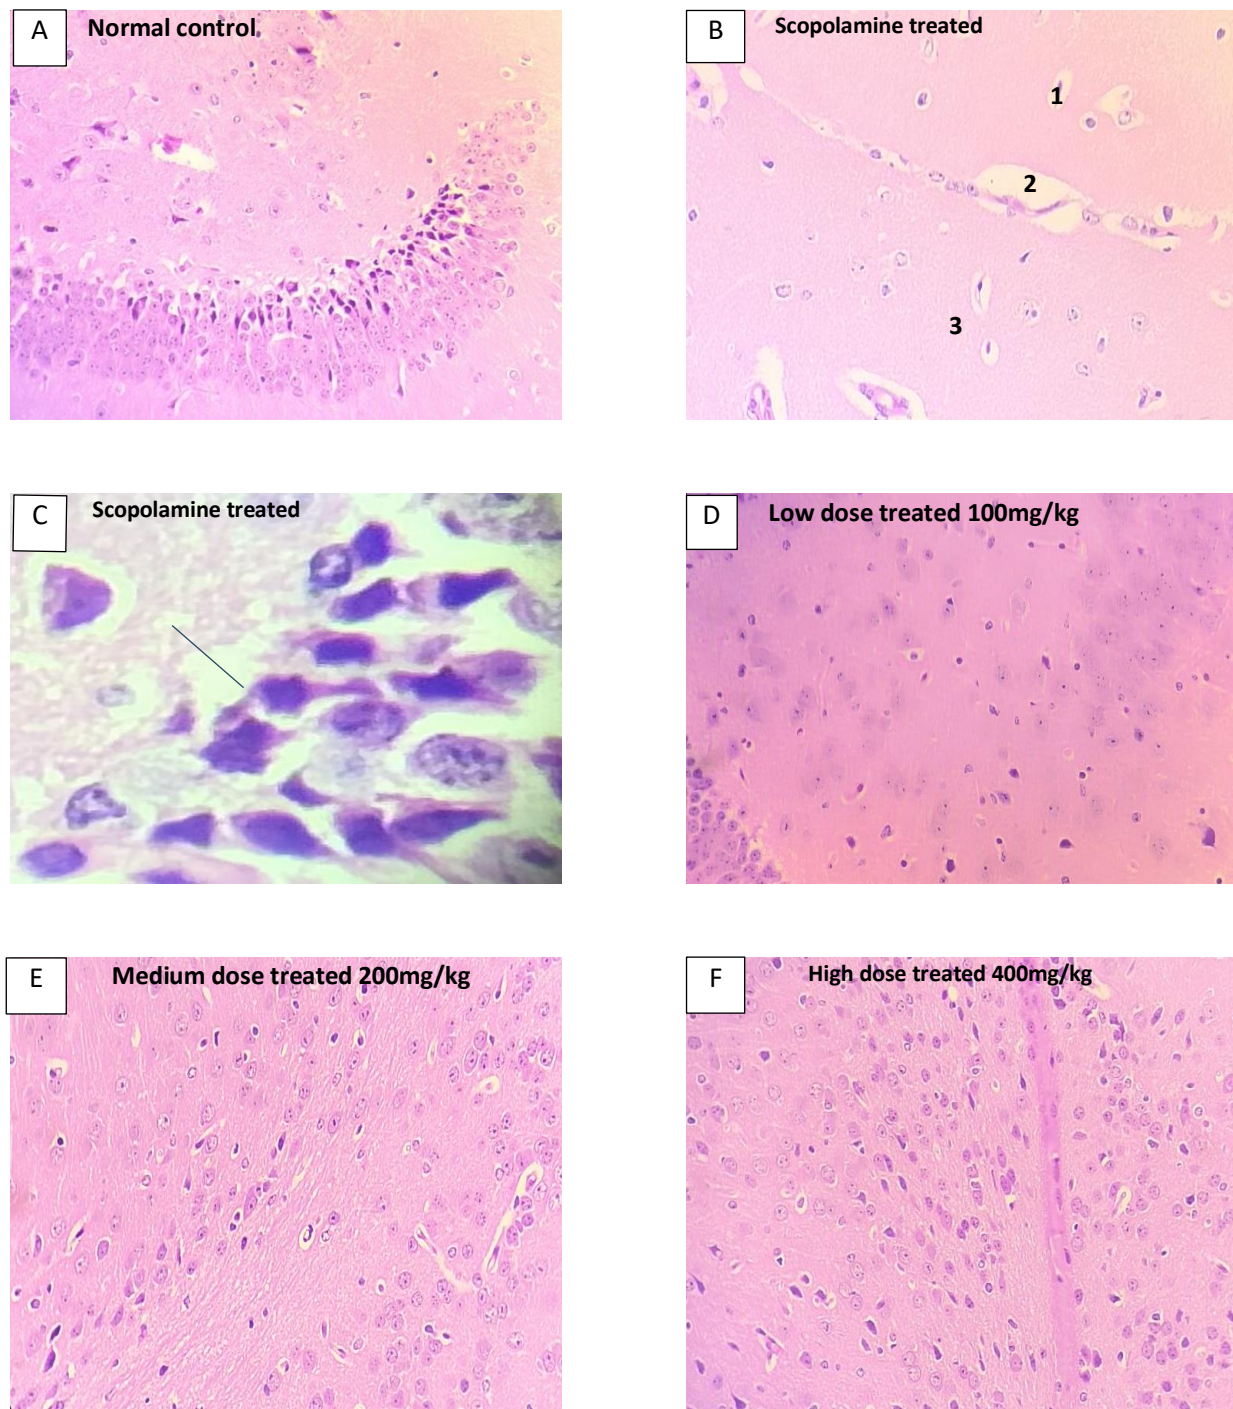 A
Normal control
B
Scopolamine treated
1
2
3
C
Scopolamine treated
D
Low dose treated 100mg/kg
E
Medium dose treated 200mg/kg
F
High dose treated 400mg/kg